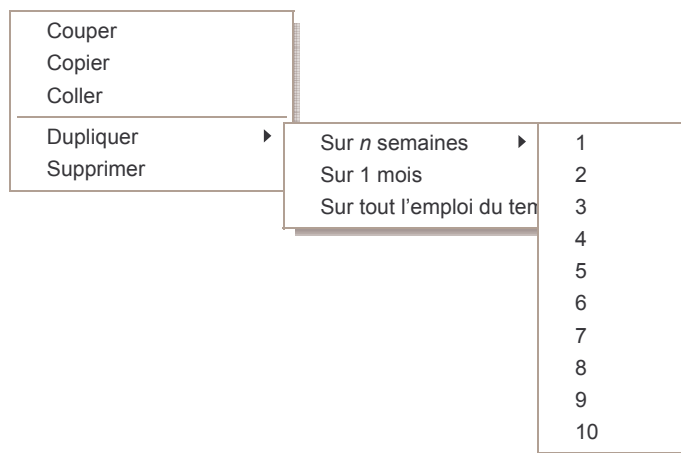 Couper
Copier
Coller
Dupliquer
Supprimer
Sur n semaines
Sur 1 mois
Sur tout l'emploi du tem
1
2
3
4
5
6
7
8
9
10